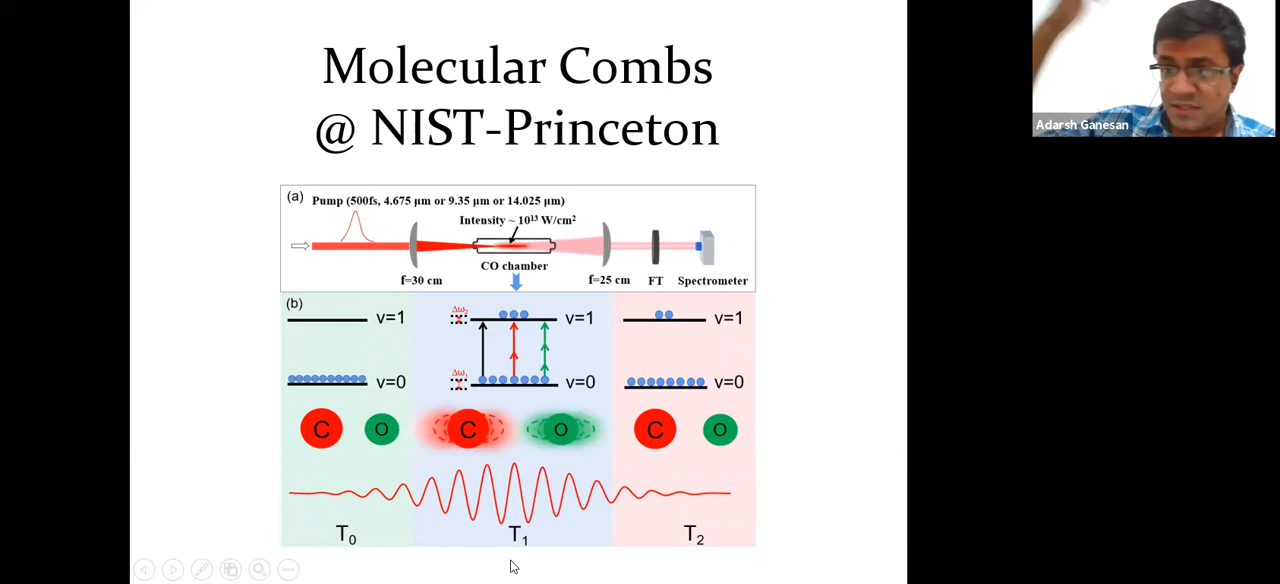 Molecular Combs
@ NIST-Princeton
Adarsh Ganesan
(a)
Pump (500fs, 4.675 μm or 9.35 μm or 14.025 μm)
Intensity ~ 10¹³ W/cm²
CO chamber
f=30 cm
f=25 cm
FT
Spectrometer
(b)
v=1
v=0
C
O
T₀
Δω₂
v=1
Δω₁
v=0
C
O
T₁
v=1
v=0
C
O
T₂